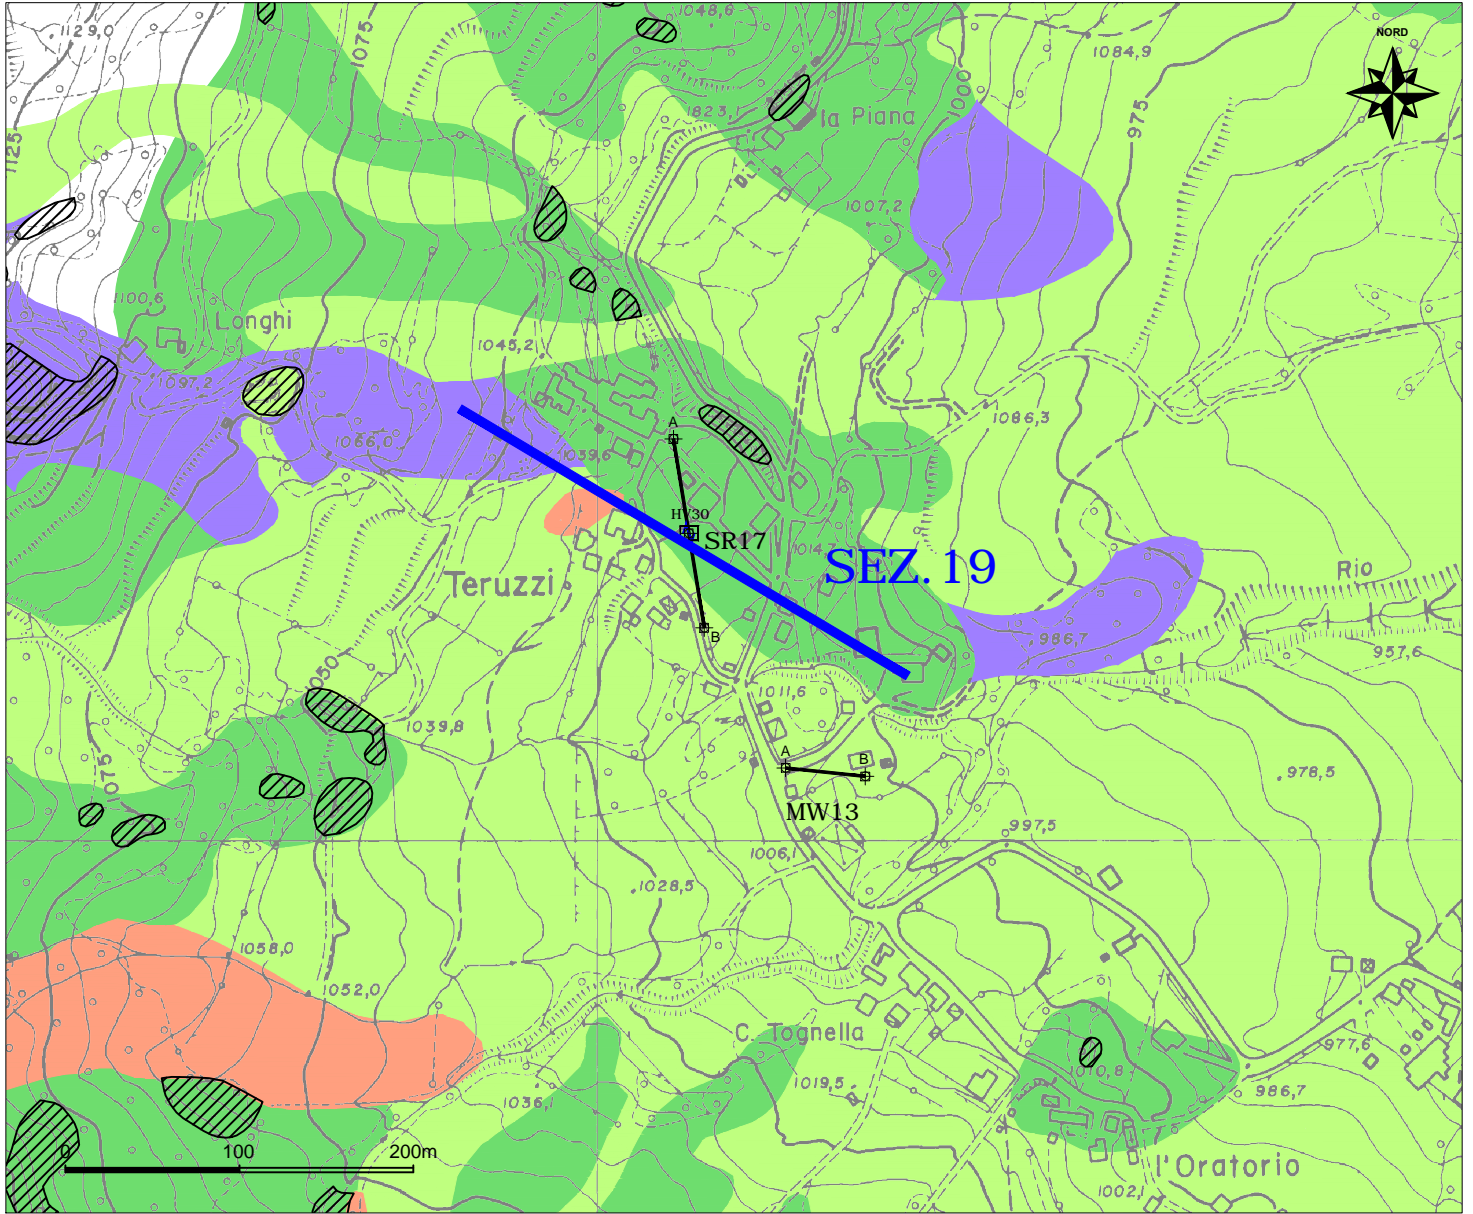 1129,0
1075
1048,6
1084,9
NORD
1000
975
1823,1
la Piana
1125
1007,2
1100,6
Longhi
1045,2
1097,2
1086,3
A
1066,0
1039,6
HV30
SR17
1014,7
SEZ.19
Rio
Teruzzi
B
986,7
957,6
1050
1011,6
1039,8
A
B
1075
978,5
MW13
997,5
1006,1
1028,5
1058,0
1052,0
C. Tognella
977,6
1010,8
1019,5
986,7
1036,1
0 100 200m
l'Oratorio
1002,1